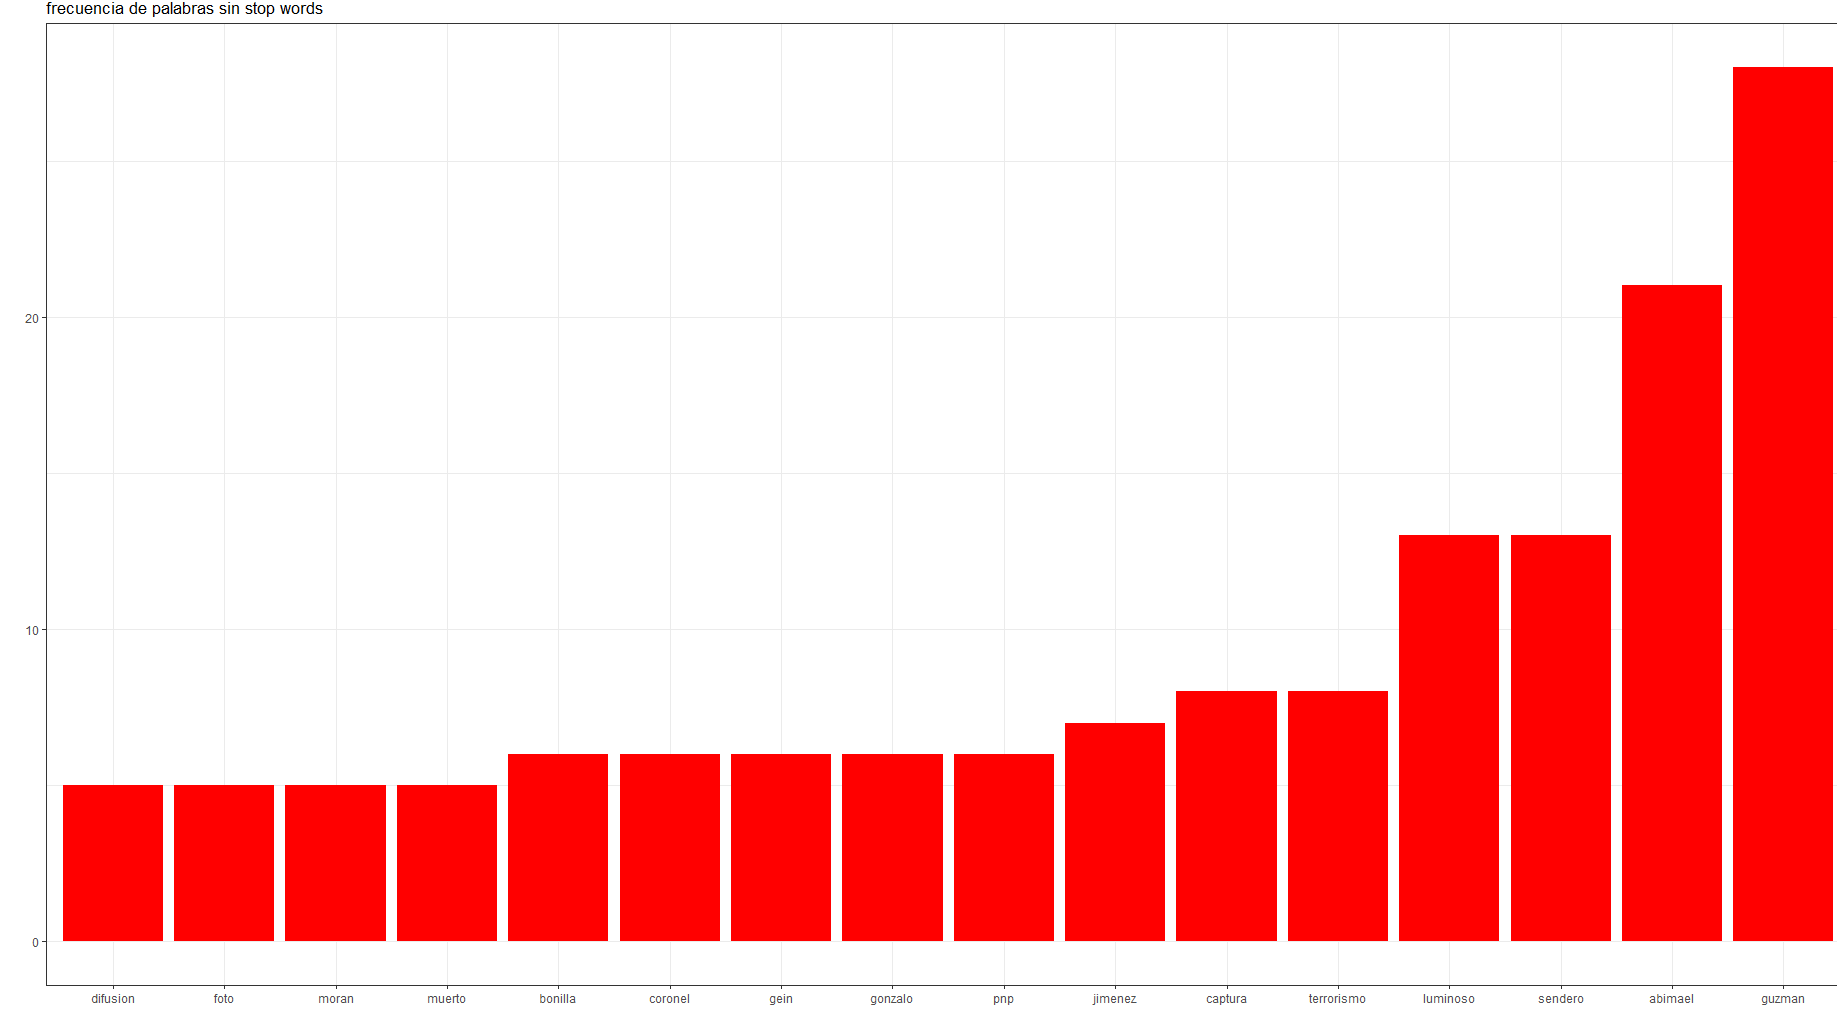 frecuencia de palabras sin stop words
20
10
0
difusion foto moran muerto bonilla coronel gein gonzalo pnp jimenez captura terrorismo luminoso sendero abimael guzman